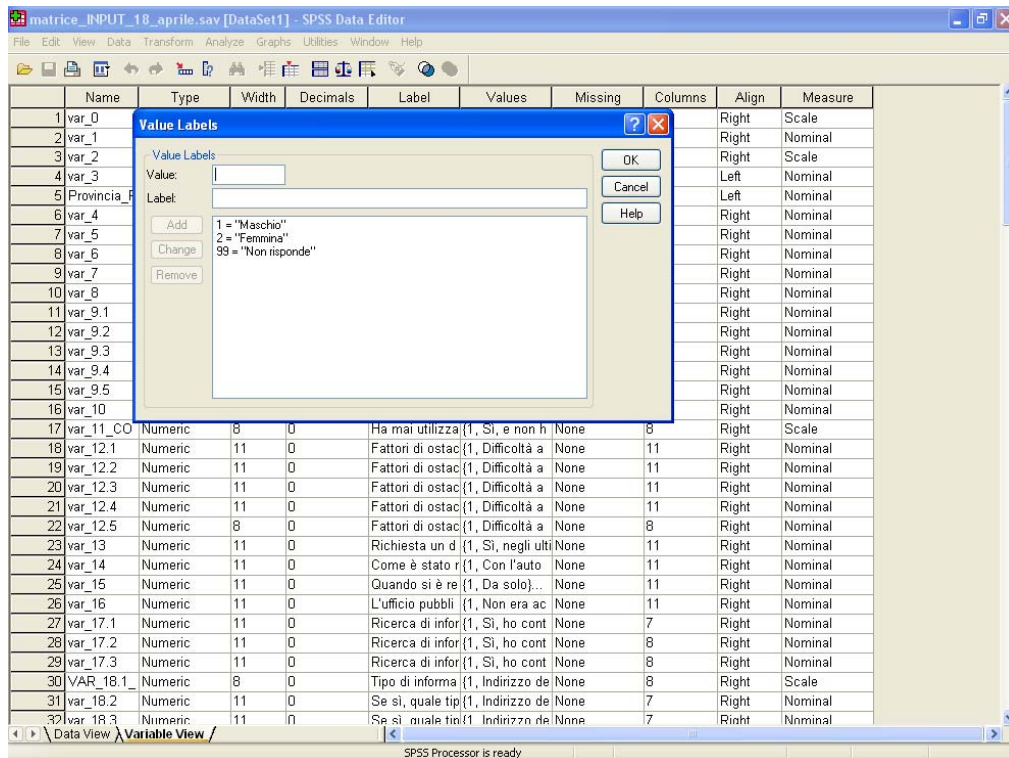 matrice_INPUT_18_aprile.sav [DataSet1] - SPSS Data Editor
File Edit View Data Transform Analyze Graphs Utilities Window Help
Name Type Width Decimals Label Values Missing Columns Align Measure
1 var_0 Right Scale
2 var_1 Right Nominal
3 var_2 Right Scale
4 var_3 Left Nominal
5 Provincia_ Left Nominal
6 var_4 Right Nominal
7 var_5 Right Nominal
8 var_6 Right Nominal
9 var_7 Right Nominal
10 var_8 Right Nominal
11 var_9.1 Right Nominal
12 var_9.2 Right Nominal
13 var_9.3 Right Nominal
14 var_9.4 Right Nominal
15 var_9.5 Right Nominal
16 var_10 Right Nominal
Value Labels
Value Labels
Value:
Label:
Add
Change
Remove
1 = "Maschio"
2 = "Femmina"
99 = "Non risponde"
OK
Cancel
Help
17 var_11_CO Numeric 8 0 Ha mai utilizza {1, Sì, e non h None 8 Right Scale
18 var_12.1 Numeric 11 0 Fattori di ostac {1, Difficoltà a None 11 Right Nominal
19 var_12.2 Numeric 11 0 Fattori di ostac {1, Difficoltà a None 11 Right Nominal
20 var_12.3 Numeric 11 0 Fattori di ostac {1, Difficoltà a None 11 Right Nominal
21 var_12.4 Numeric 11 0 Fattori di ostac {1, Difficoltà a None 11 Right Nominal
22 var_12.5 Numeric 8 0 Fattori di ostac {1, Difficoltà a None 8 Right Nominal
23 var_13 Numeric 11 0 Richiesta un d {1, Sì, negli ulti None 11 Right Nominal
24 var_14 Numeric 11 0 Come è stato r {1, Con l'auto None 11 Right Nominal
25 var_15 Numeric 11 0 Quando si è re {1, Da solo}... None 11 Right Nominal
26 var_16 Numeric 11 0 L'ufficio pubbli {1, Non era ac None 11 Right Nominal
27 var_17.1 Numeric 11 0 Ricerca di infor {1, Sì, ho cont None 7 Right Nominal
28 var_17.2 Numeric 11 0 Ricerca di infor {1, Sì, ho cont None 8 Right Nominal
29 var_17.3 Numeric 11 0 Ricerca di infor {1, Sì, ho cont None 8 Right Nominal
30 VAR_18.1_ Numeric 8 0 Tipo di informa {1, Indirizzo de None 8 Right Scale
31 var_18.2 Numeric 11 0 Se sì, quale tip {1, Indirizzo de None 7 Right Nominal
32 var_18.3 Numeric 11 0 Se sì, quale tip {1, Indirizzo de None 7 Right Nominal
Data View Variable View
SPSS Processor is ready